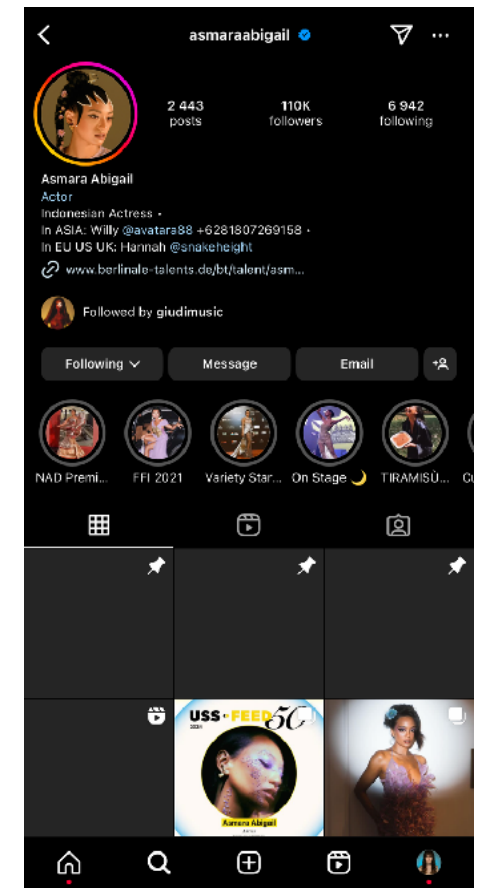 asmaraabigail
2 443
posts
110K
followers
6 942
following
Asmara Abigail
Actor
Indonesian Actress •
In ASIA: Willy @avatara88 +6281807269158 •
In EU US UK: Hannah @snakeheight
www.berlinale-talents.de/bt/talent/asm...
Followed by giudimusic
Following
Message
Email
NAD Premi...
FFI 2021
Variety Star...
On Stage 🌙
TIRAMISÙ...
USS FEED 50
2021
Asmara Abigail